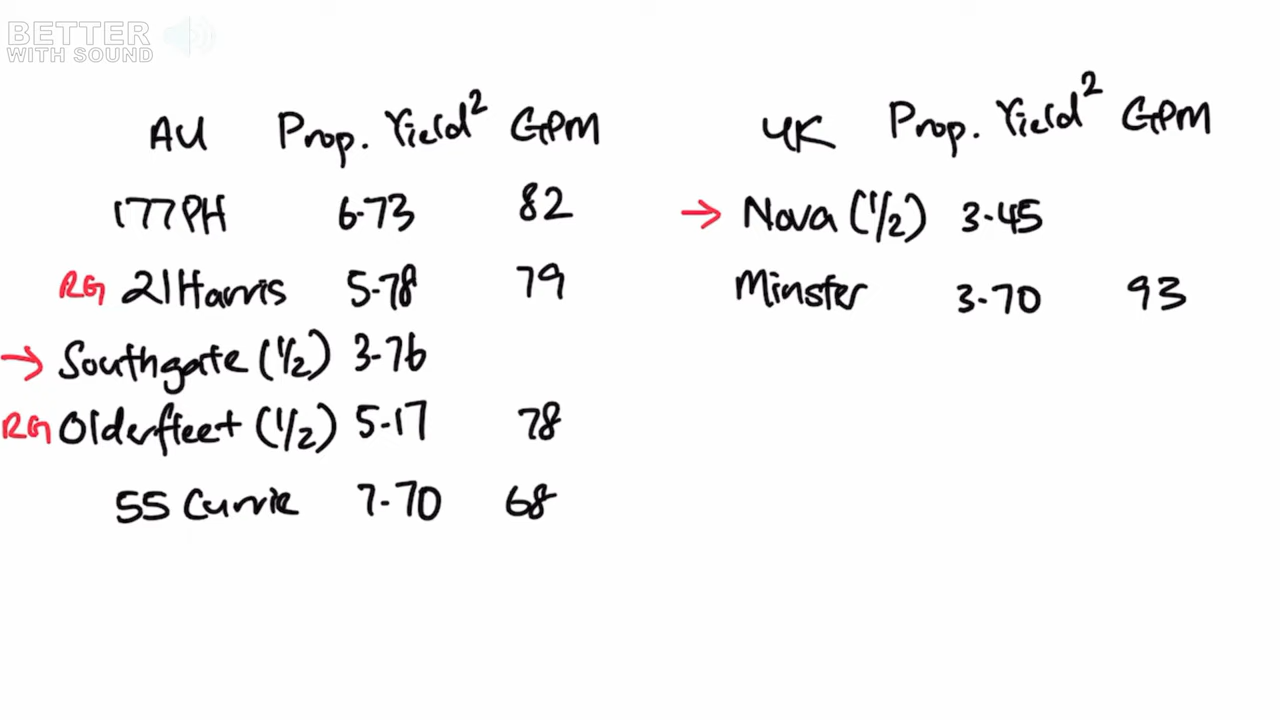 BETTER
WITH SOUND
AU Prop. Yield² GPM
177PH 6.73 82
RG 21 Harris 5.78 79
→ Southgate (1/2) 3.76
RG Olderfleet (1/2) 5.17 78
55 Currie 7.70 68
UK Prop. Yield² GPM
→ Nova (1/2) 3.45
Minster 3.70 93